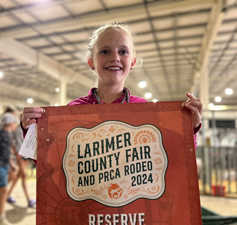 LARIMER
COUNTY FAIR
AND PRCA RODEO
2024
RESERVE